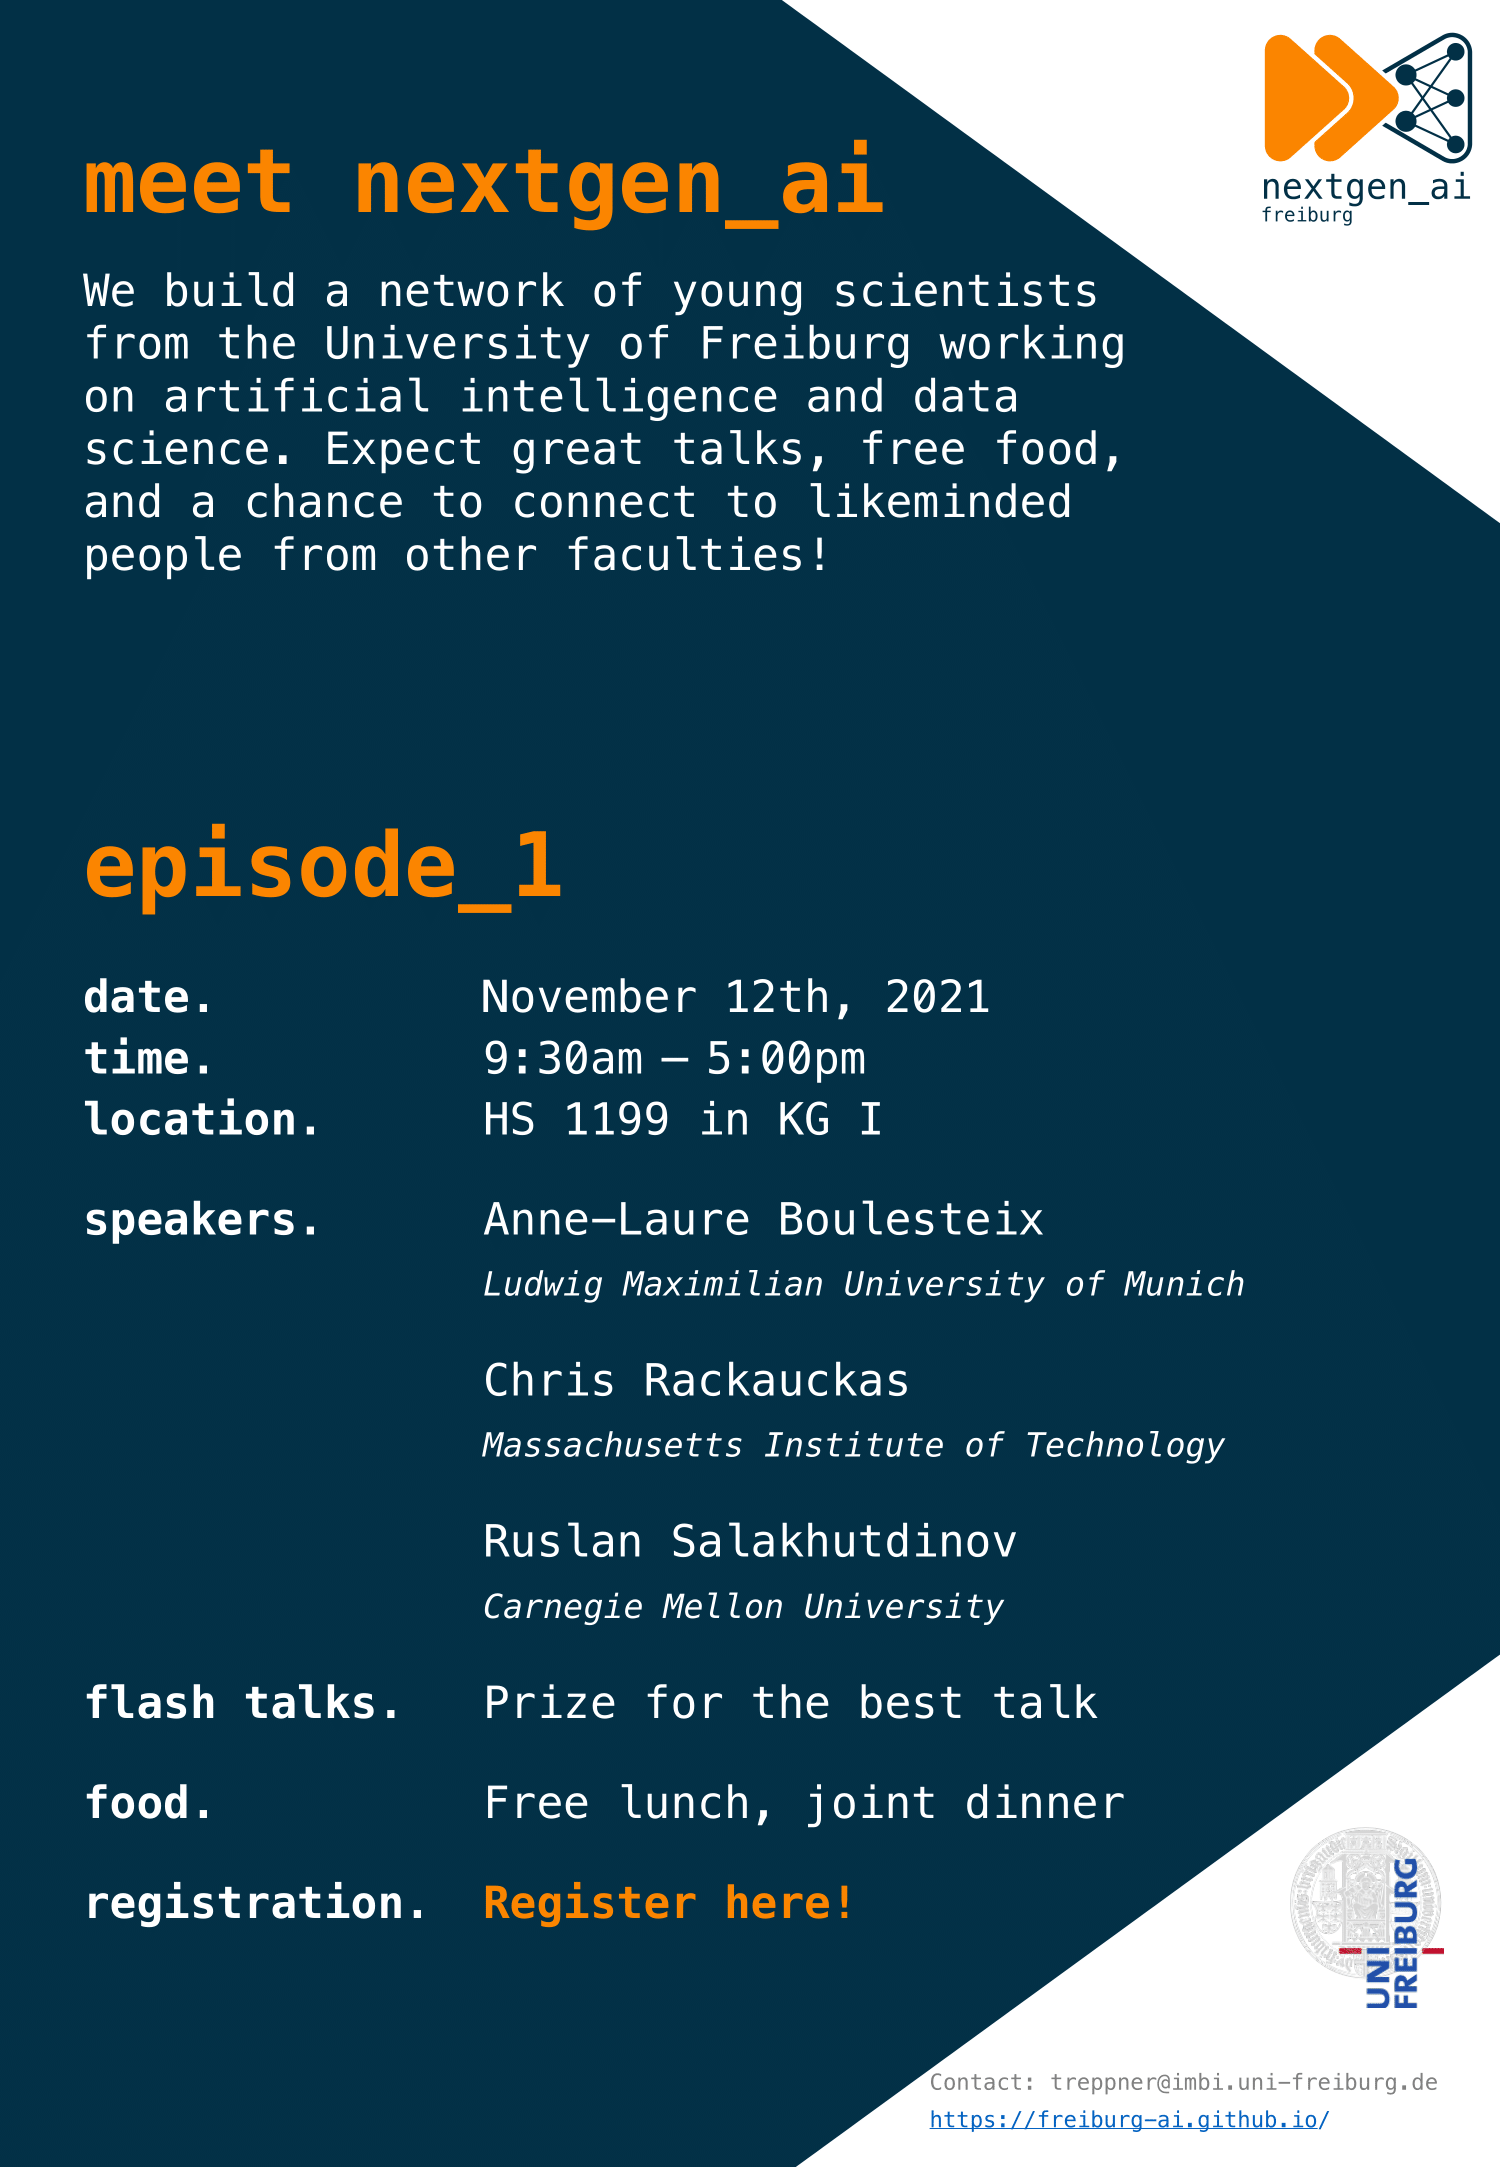 nextgen_ai
freiburg
meet nextgen_ai
We build a network of young scientists
from the University of Freiburg working
on artificial intelligence and data
science. Expect great talks, free food,
and a chance to connect to likeminded
people from other faculties!
episode_1
date. November 12th, 2021
time. 9:30am – 5:00pm
location. HS 1199 in KG I
speakers. Anne-Laure Boulesteix
Ludwig Maximilian University of Munich
Chris Rackauckas
Massachusetts Institute of Technology
Ruslan Salakhutdinov
Carnegie Mellon University
flash talks. Prize for the best talk
food. Free lunch, joint dinner
registration. Register here!
UNI
FREIBURG
Contact: treppner@imbi.uni-freiburg.de
https://freiburg-ai.github.io/